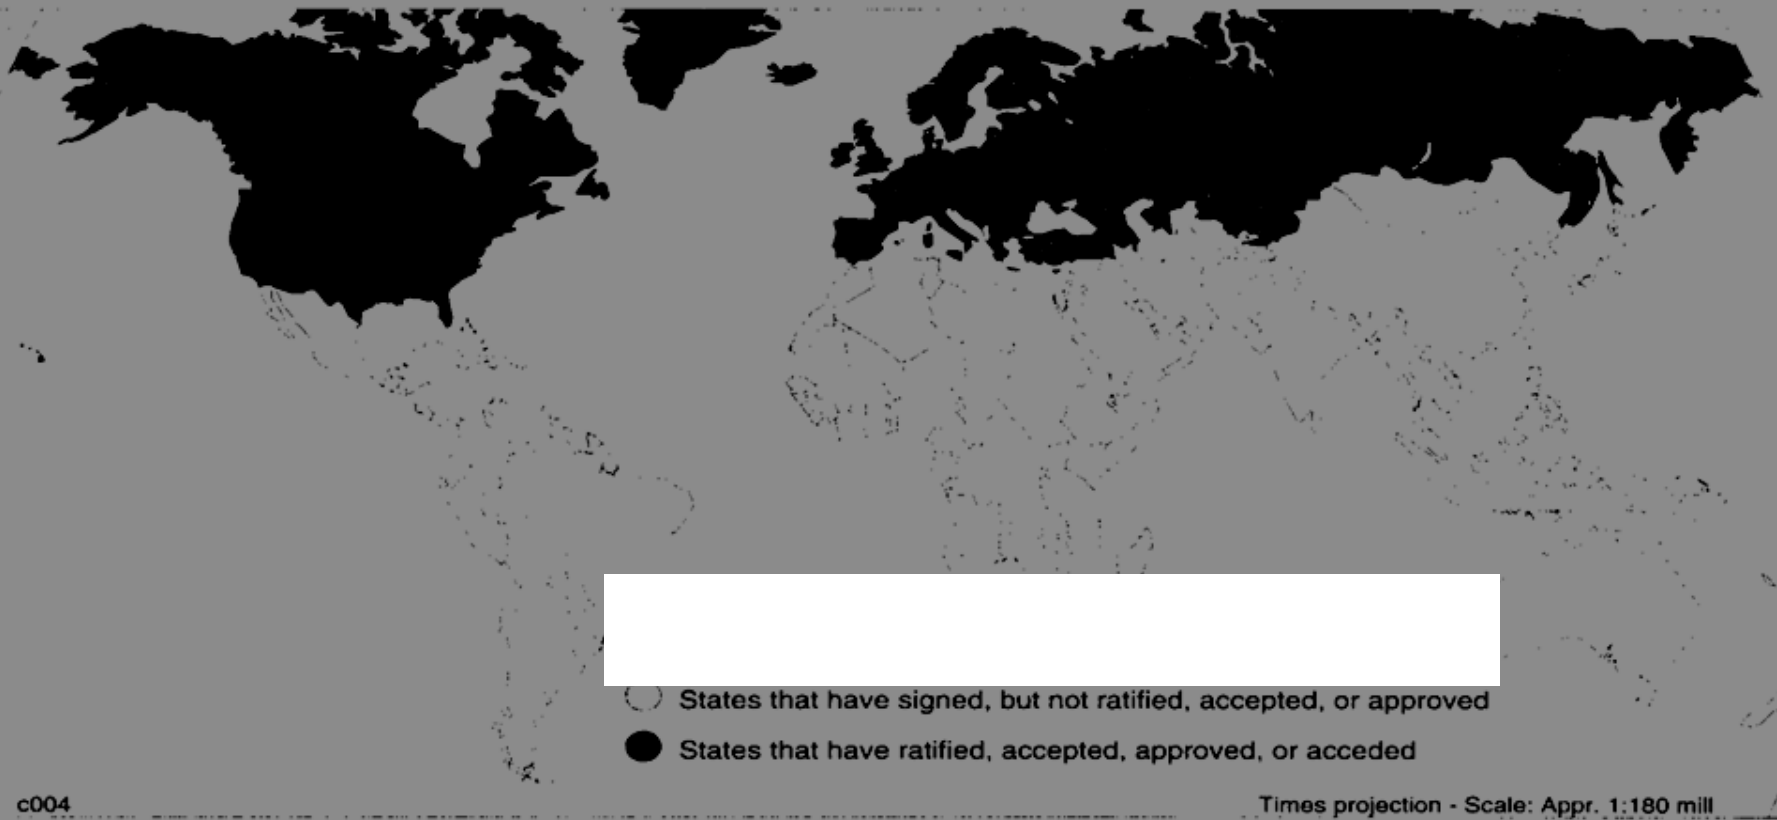 States that have signed, but not ratified, accepted, or approved
States that have ratified, accepted, approved, or acceded
c004
Times projection - Scale: Appr. 1:180 mill